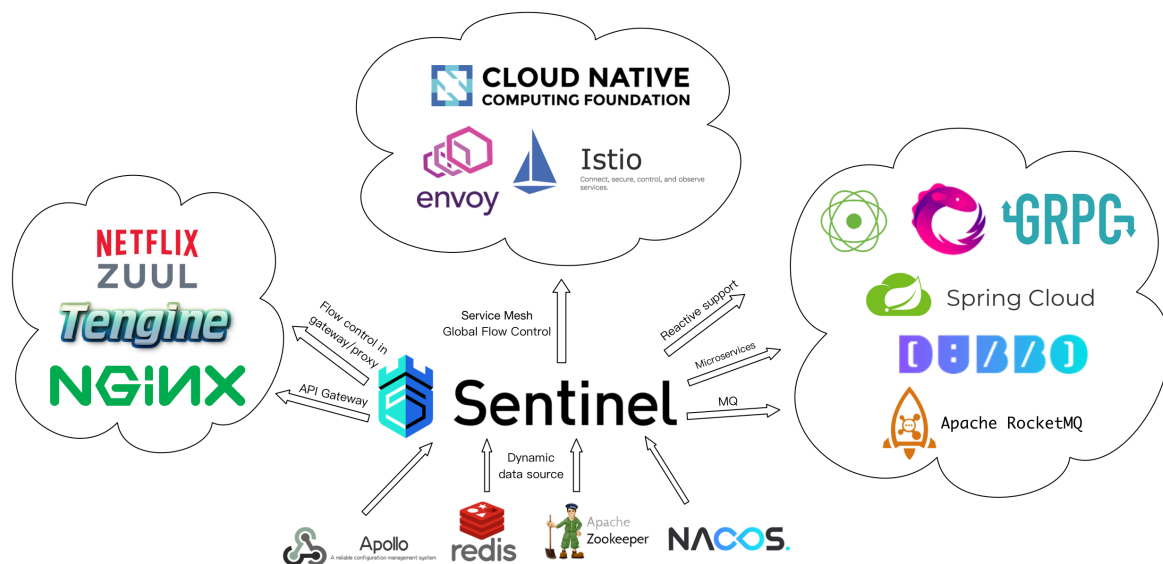 CLOUD NATIVE
COMPUTING FOUNDATION
envoy
Istio
Connect, secure, control, and observe
services.
NETFLIX
ZUUL
Tengine
NGINX
GRPC
Spring Cloud
DUBBO
Apache RocketMQ
Flow control in
gateway/proxy
API Gateway
Service Mesh
Global Flow Control
Reactive support
Microservices
MQ
Sentinel
Dynamic
data source
Apollo
A reliable configuration management system
redis
Apache
Zookeeper
NACOS.